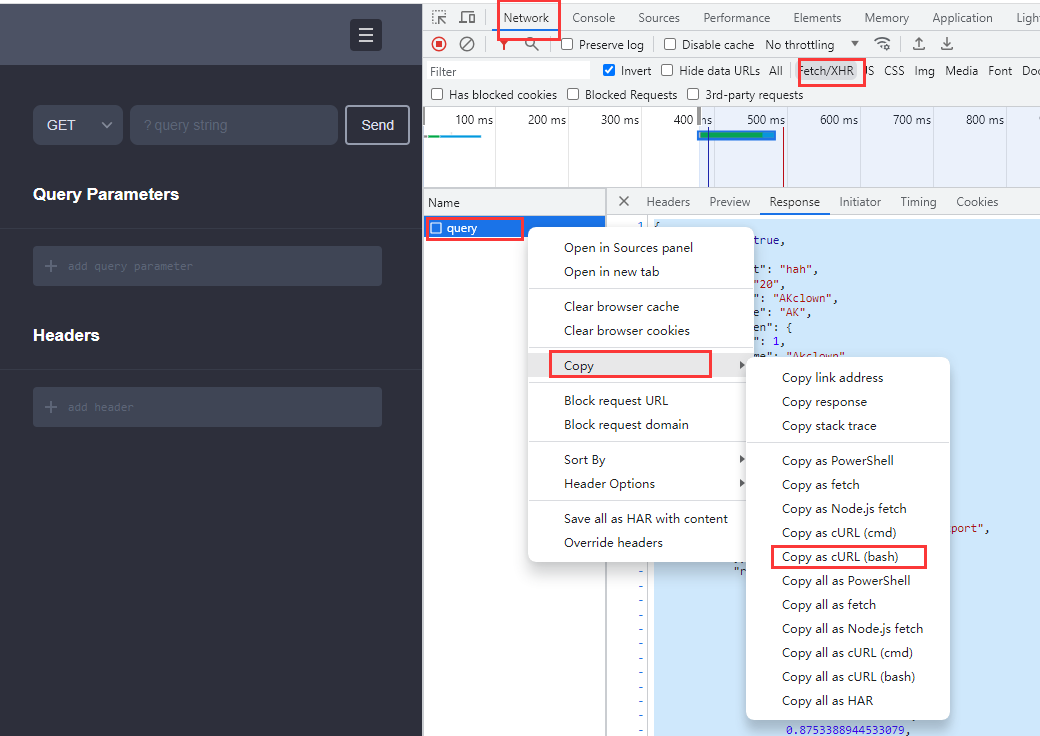 Network Console Sources Performance Elements Memory Application
Preserve log Disable cache No throttling
Filter Invert Hide data URLs All Fetch/XHR JS CSS Img Media Font
Has blocked cookies Blocked Requests 3rd-party requests
100 ms 200 ms 300 ms 400 ms 500 ms 600 ms 700 ms 800 ms
GET ? query string Send
Query Parameters
+ add query parameter
Headers
+ add header
Name
query
× Headers Preview Response Initiator Timing Cookies
1 {
true,
t": "hah",
"20",
": "AKclown",
e": "AK",
en": {
": 1,
me": "Akclown"
port",
"r
0.8753388944533079,
Open in Sources panel
Open in new tab
Clear browser cache
Clear browser cookies
Copy
Block request URL
Block request domain
Sort By
Header Options
Save all as HAR with content
Override headers
Copy link address
Copy response
Copy stack trace
Copy as PowerShell
Copy as fetch
Copy as Node.js fetch
Copy as cURL (cmd)
Copy as cURL (bash)
Copy all as PowerShell
Copy all as fetch
Copy all as Node.js fetch
Copy all as cURL (cmd)
Copy all as cURL (bash)
Copy all as HAR